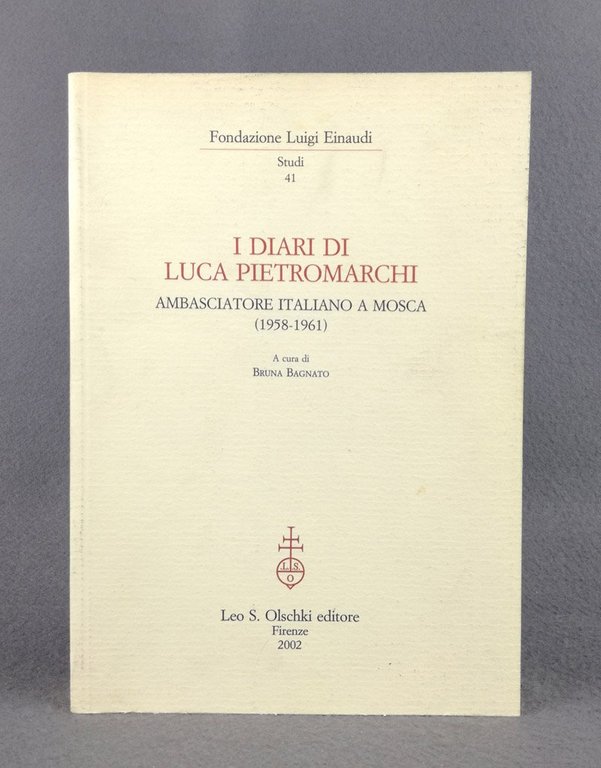 Fondazione Luigi Einaudi
Studi
41
I DIARI DI
LUCA PIETROMARCHI
AMBASCIATORE ITALIANO A MOSCA
(1958-1961)
A cura di
BRUNA BAGNATO
L. S.
O
Leo S. Olschki editore
Firenze
2002